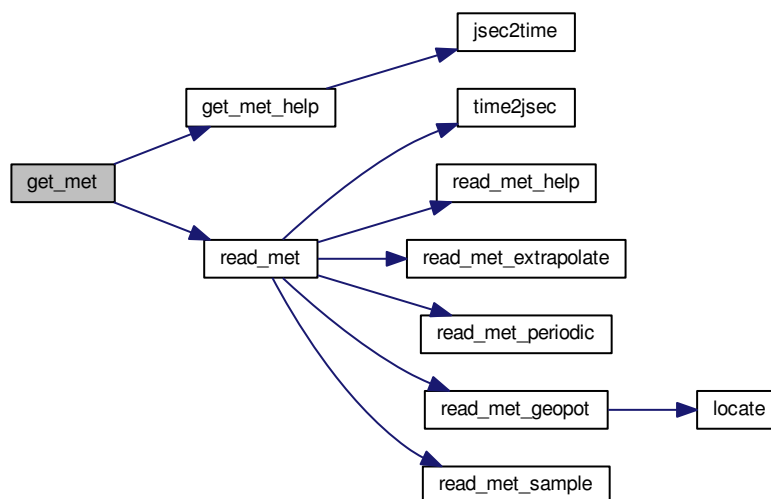 jsec2time
get_met_help
time2jsec
get_met
read_met_help
read_met
read_met_extrapolate
read_met_periodic
read_met_geopot
locate
read_met_sample